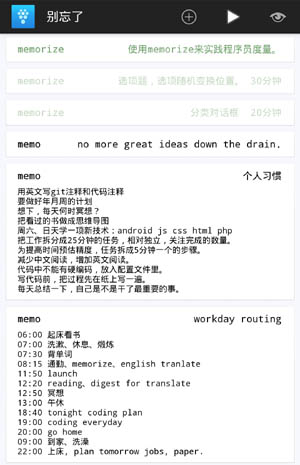 别忘了
memorize 使用memorize来实践程序员度量。
memorize 选项题，选项随机变换位置。 30分钟
memorize 分类对话框 20分钟
memo no more great ideas down the drain.
memo 个人习惯
用英文写git注释和代码注释
要做好年月周的计划
想下，每天何时冥想？
把看过的书做成思维导图
周六、日天学一项新技术：android js css html php
把工作拆分成25分钟的任务，相对独立，关注完成的数量。
为提高时间预估精度，任务拆成5分钟一个的步骤。
减少中文阅读，增加英文阅读。
代码中不能有硬编码，放入配置文件里。
写代码前，把过程先在纸上写一遍。
每天总结一下，自己是不是干了最重要的事。
memo workday routing
06:00 起床看书
07:00 洗漱、休息、煅炼
07:30 背单词
08:15 通勤、memorize、english tranlate
11:50 launch
12:20 reading、digest for translate
12:50 冥想
13:00 午休
18:40 tonight coding plan
19:00 coding everyday
20:00 go home
09:00 到家、洗澡
22:00 上床, plan tomorrow jobs, paper.